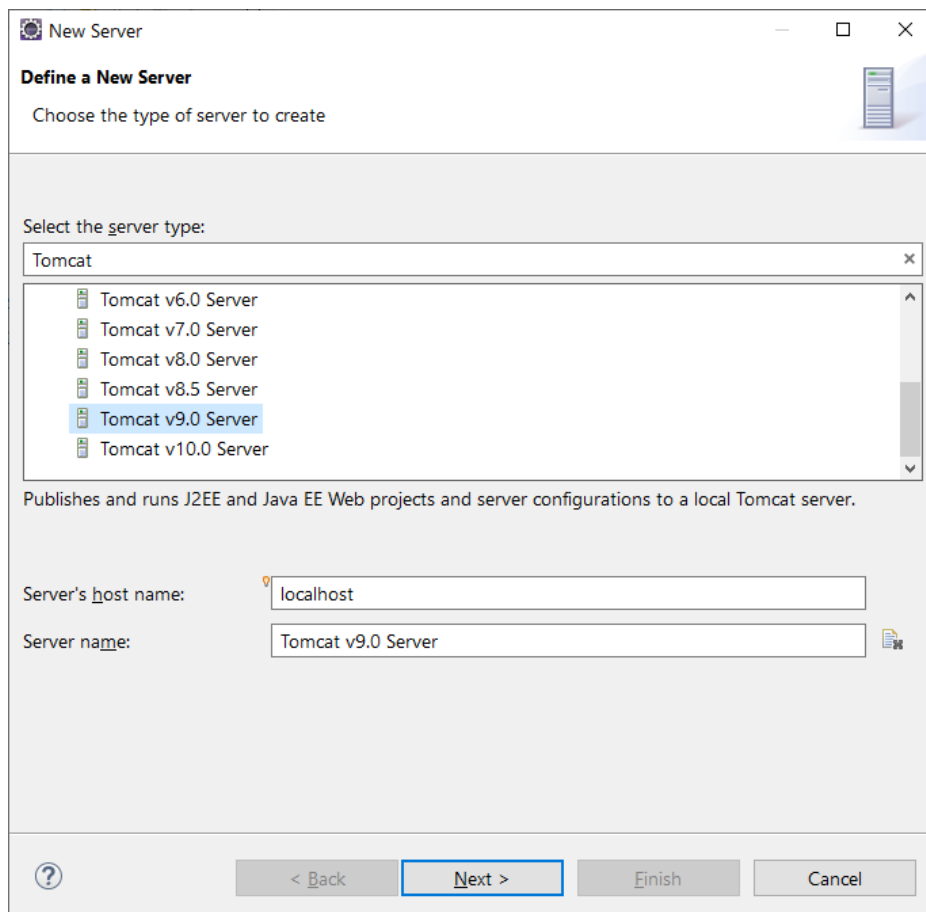 New Server
Define a New Server
Choose the type of server to create
Select the server type:
Tomcat
Tomcat v6.0 Server
Tomcat v7.0 Server
Tomcat v8.0 Server
Tomcat v8.5 Server
Tomcat v9.0 Server
Tomcat v10.0 Server
Publishes and runs J2EE and Java EE Web projects and server configurations to a local Tomcat server.
Server's host name: localhost
Server name: Tomcat v9.0 Server
? < Back Next > Finish Cancel